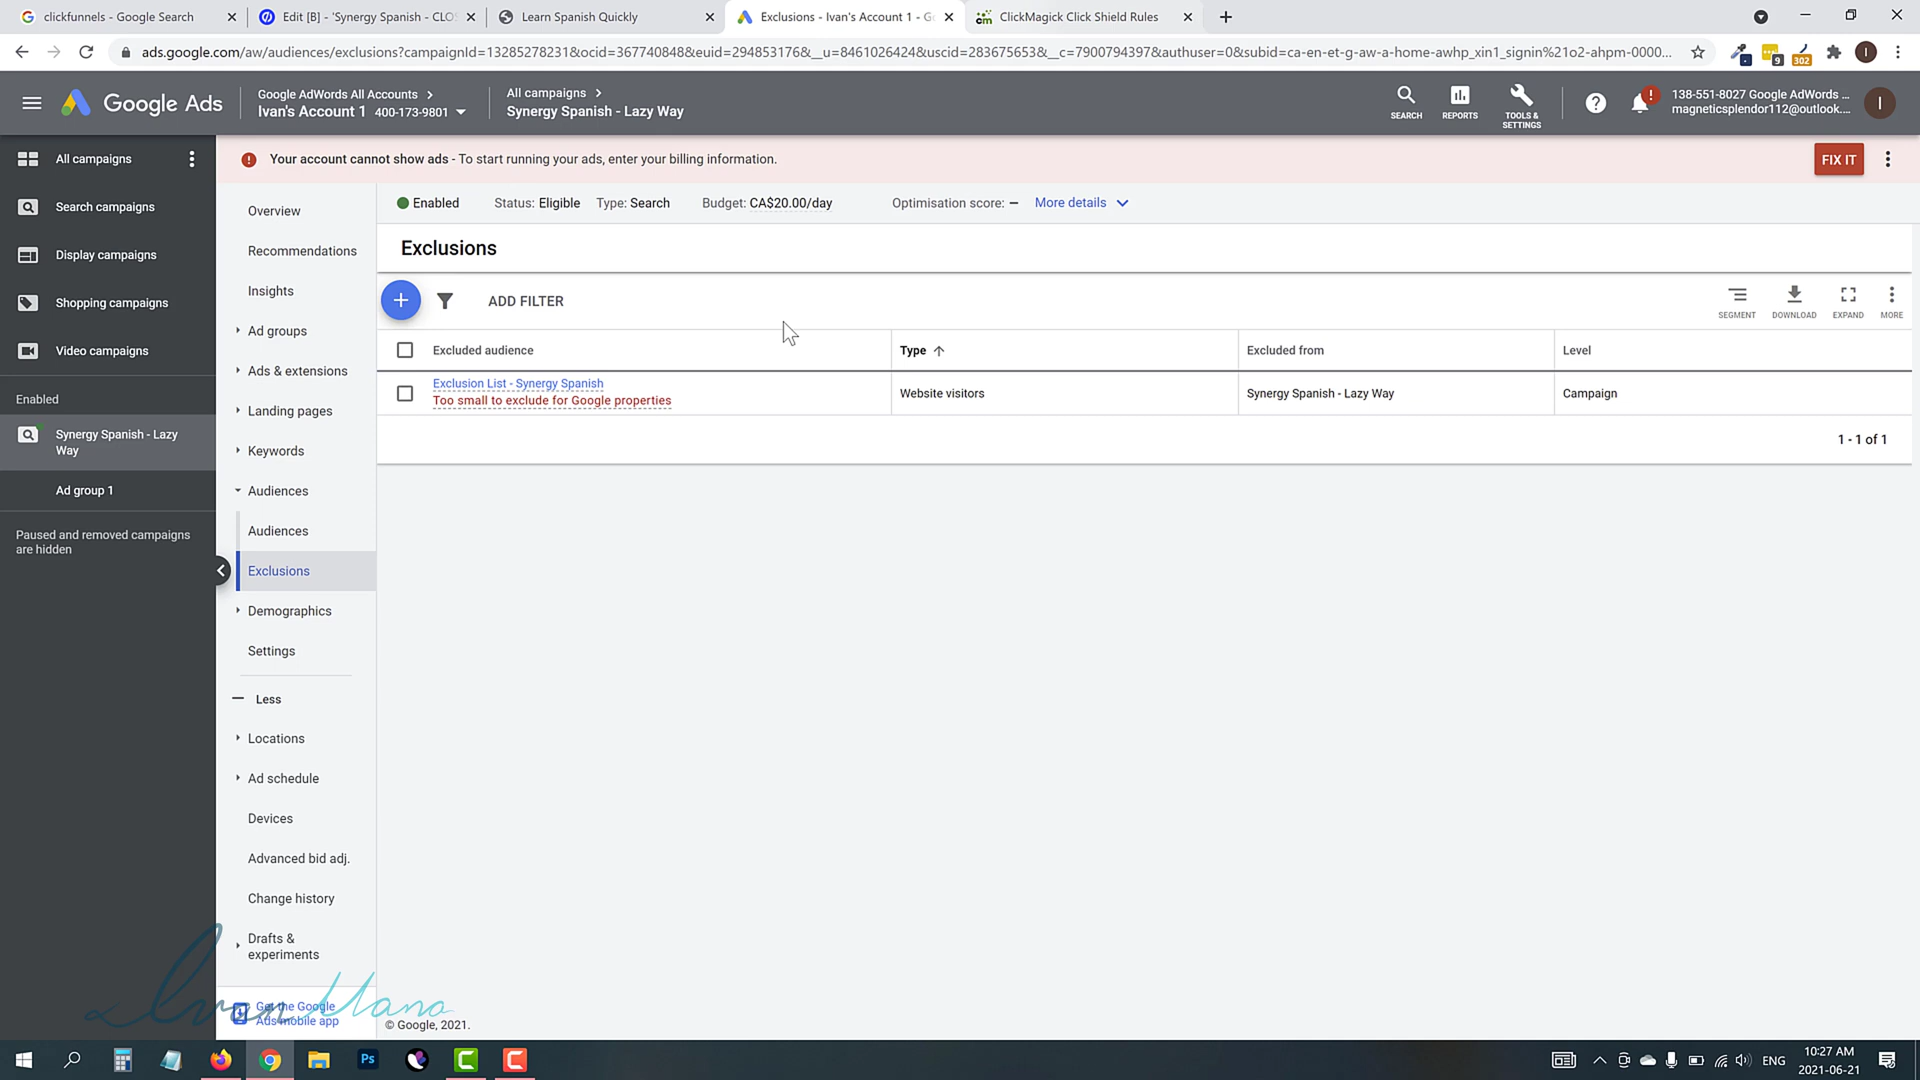 clickfunnels - Google Search
Edit [B] - 'Synergy Spanish - CLOS
Learn Spanish Quickly
Exclusions - Ivan's Account 1 - G
ClickMagick Click Shield Rules
ads.google.com/aw/audiences/exclusions?campaignId=13285278231&ocid=367740848&euid=294853176&__u=8461026424&uscid=283675653&__c=7900794397&authuser=0&subid=ca-en-et-g-aw-a-home-awhp_xin1_signin%21o2-ahpm-0000...
9
302
I
Google Ads
Google AdWords All Accounts
Ivan's Account 1 400-173-9801
All campaigns
Synergy Spanish - Lazy Way
SEARCH
REPORTS
TOOLS &
SETTINGS
138-551-8027 Google AdWords ...
magneticsplendor112@outlook....
I
All campaigns
Search campaigns
Display campaigns
Shopping campaigns
Video campaigns
Enabled
Synergy Spanish - Lazy
Way
Ad group 1
Paused and removed campaigns
are hidden
Your account cannot show ads - To start running your ads, enter your billing information.
FIX IT
Overview
Recommendations
Insights
Ad groups
Ads & extensions
Landing pages
Keywords
Audiences
Audiences
Exclusions
Demographics
Settings
Less
Locations
Ad schedule
Devices
Advanced bid adj.
Change history
Drafts &
experiments
Get the Google
Ads mobile app
Enabled
Status: Eligible
Type: Search
Budget: CA$20.00/day
Optimisation score: –
More details
Exclusions
ADD FILTER
SEGMENT
DOWNLOAD
EXPAND
MORE
Excluded audience
Type
Excluded from
Level
Exclusion List - Synergy Spanish
Too small to exclude for Google properties
Website visitors
Synergy Spanish - Lazy Way
Campaign
1 - 1 of 1
© Google, 2021.
Ivan Mana
Ps
ENG
10:27 AM
2021-06-21